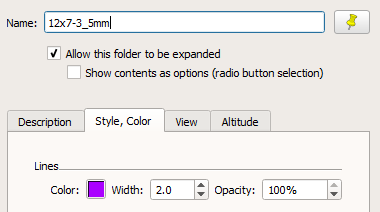 Name: 12x7-3_5mm
Allow this folder to be expanded
Show contents as options (radio button selection)
Description Style, Color View Altitude
Lines
Color: Width: 2.0 Opacity: 100%